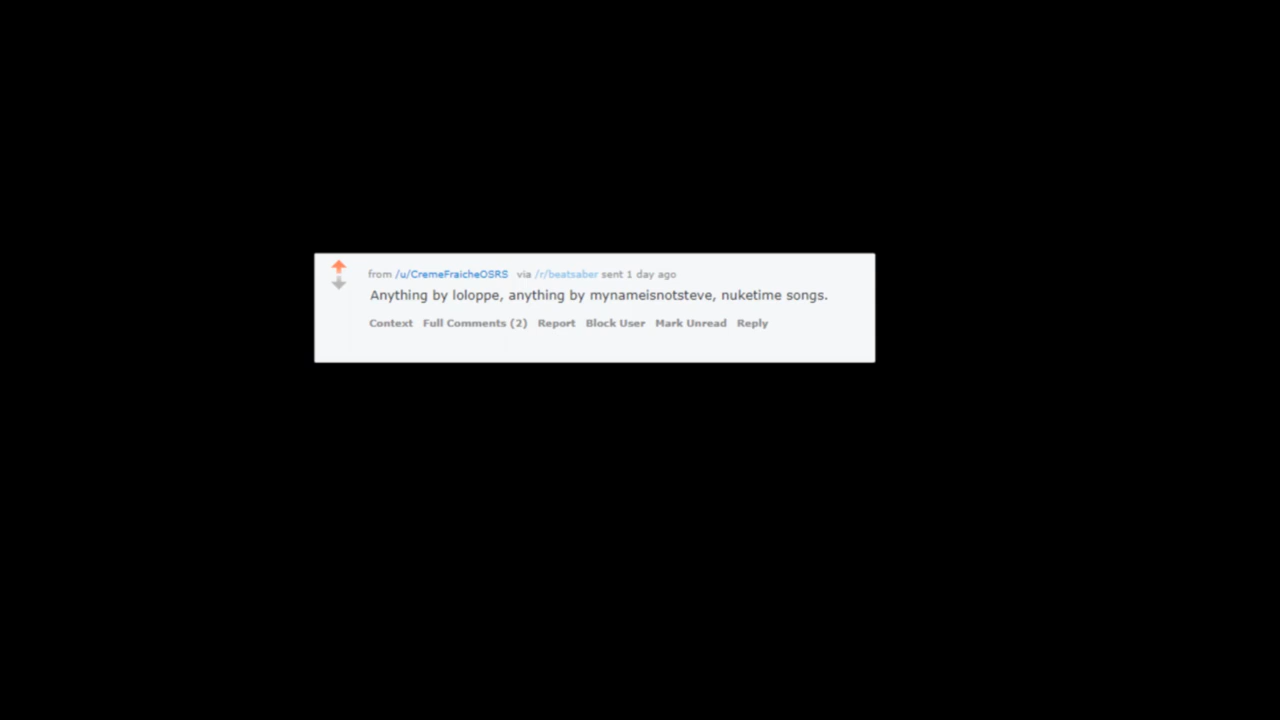 from /u/CremeFraicheOSRS via /r/beatsaber sent 1 day ago
Anything by loloppe, anything by mynameisnotsteve, nuketime songs.
Context Full Comments (2) Report Block User Mark Unread Reply